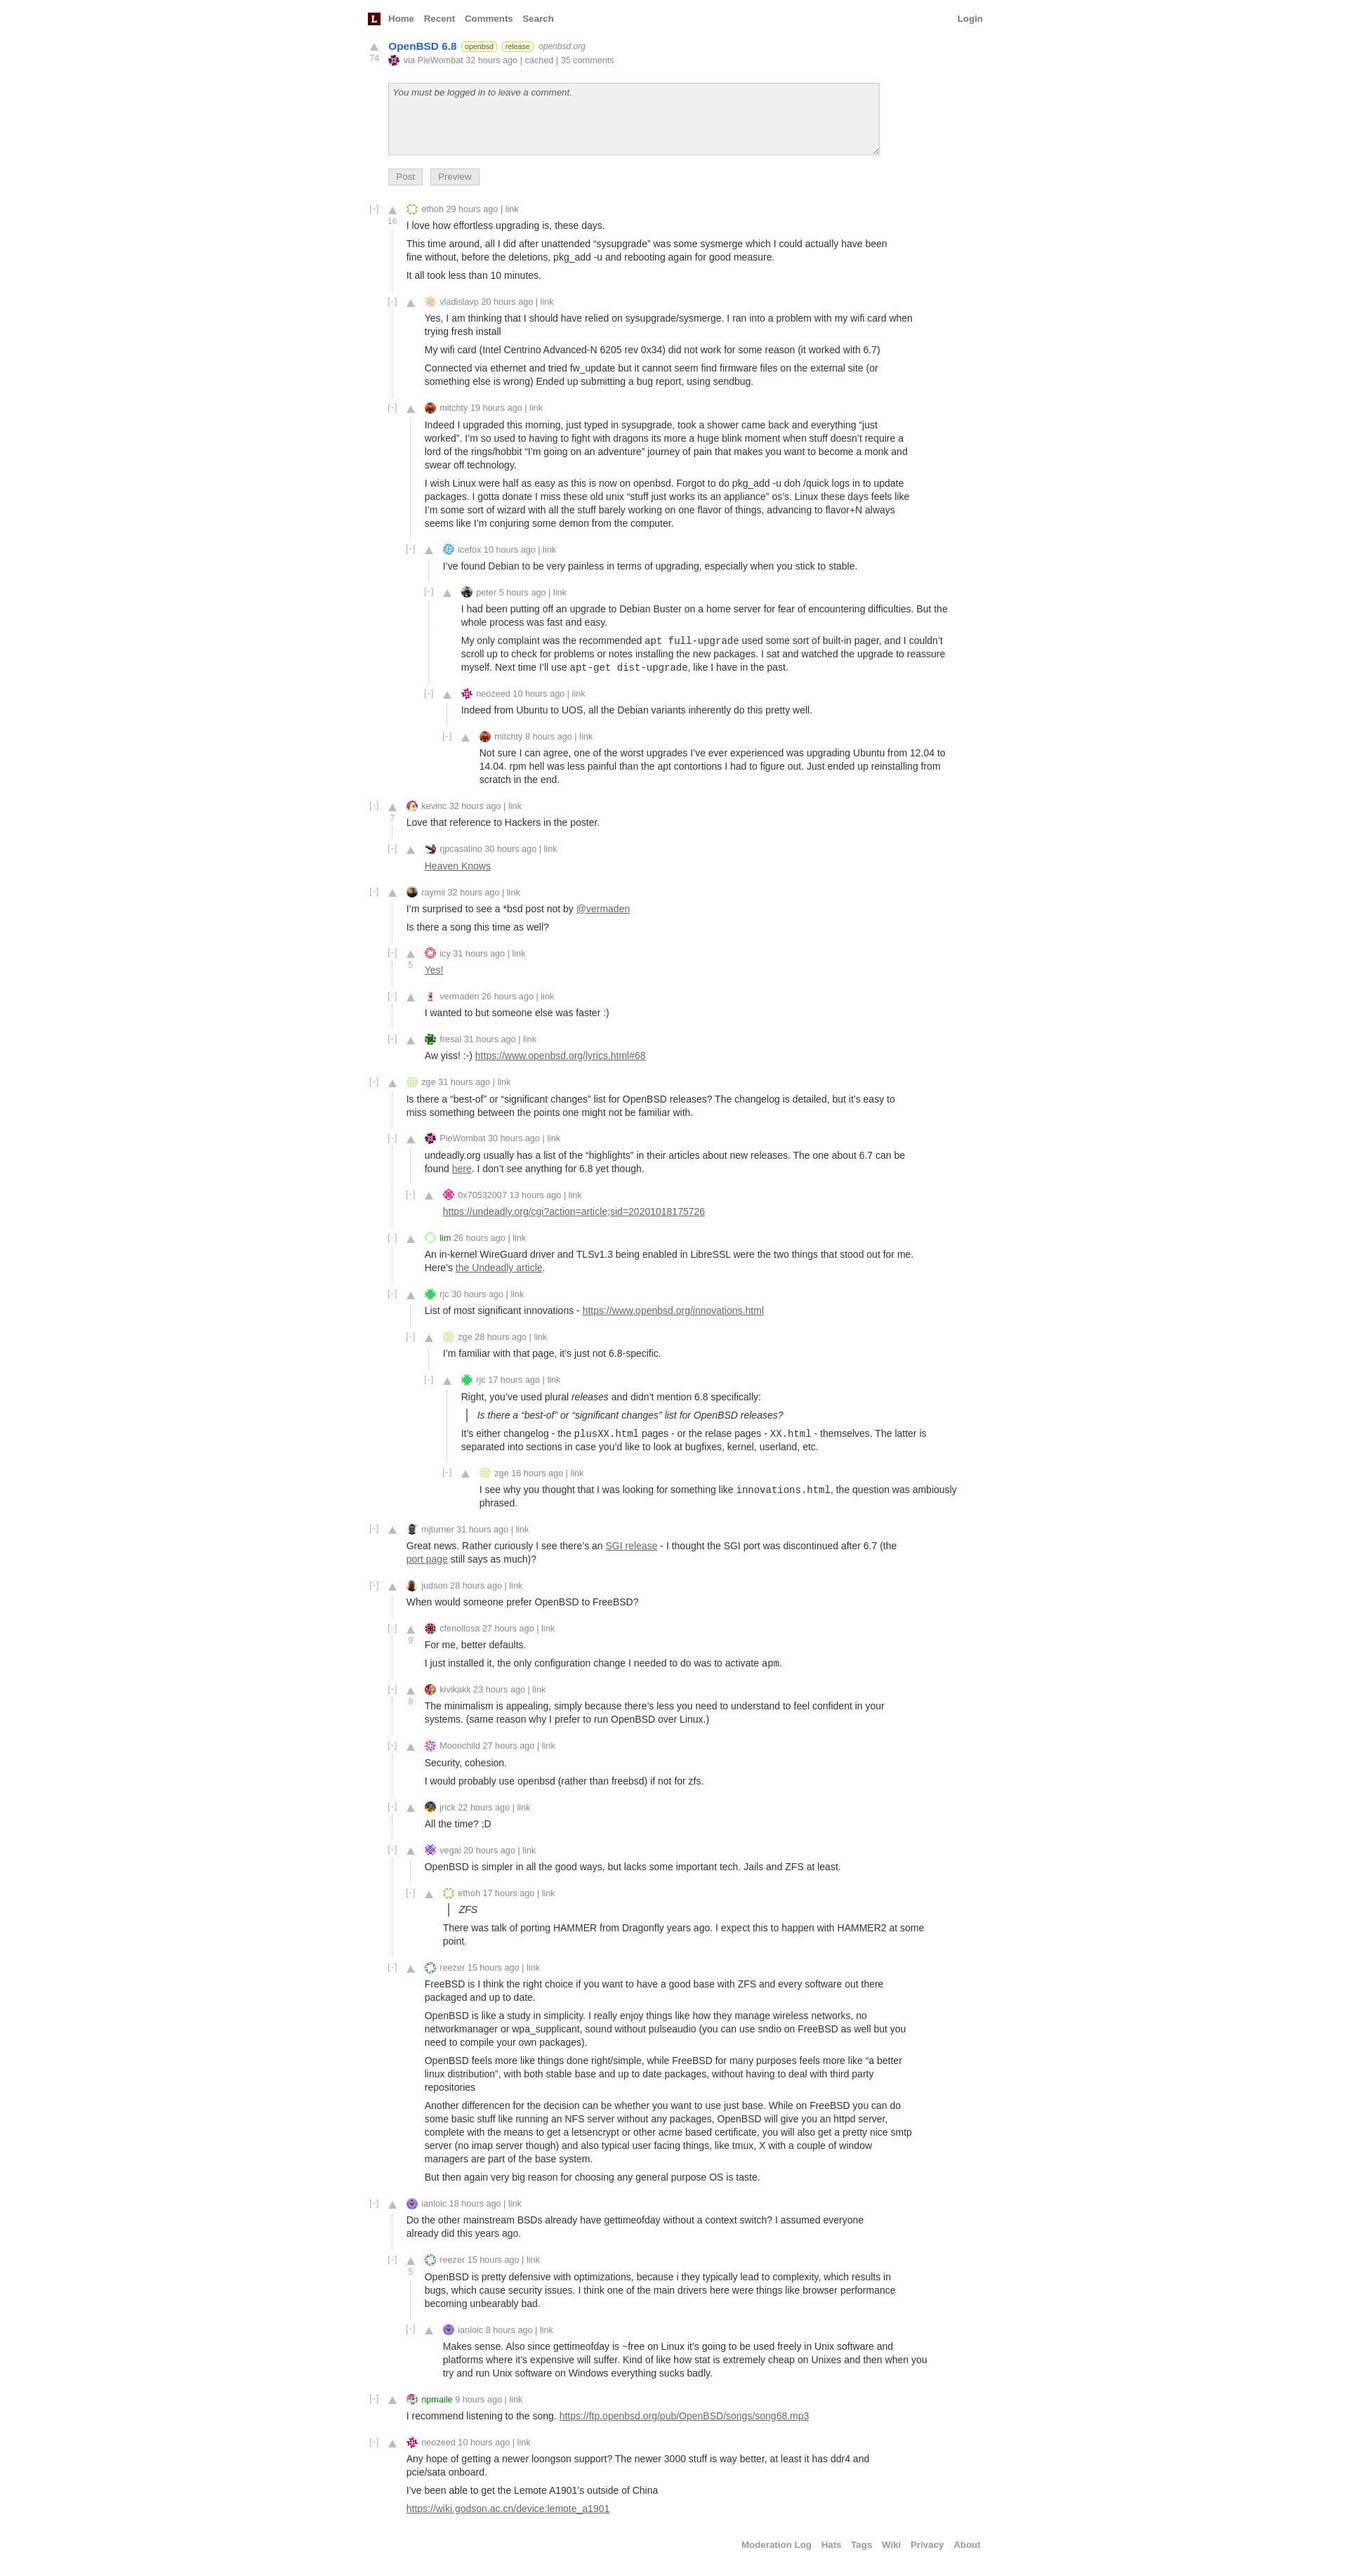 L Home Recent Comments Search Login
OpenBSD 6.8 openbsd release openbsd.org
74 via PieWombat 32 hours ago | cached | 35 comments
You must be logged in to leave a comment.
Post Preview
[-] ethoh 29 hours ago | link
16
I love how effortless upgrading is, these days.
This time around, all I did after unattended “sysupgrade” was some sysmerge which I could actually have been
fine without, before the deletions, pkg_add -u and rebooting again for good measure.
It all took less than 10 minutes.
[-] vladislavp 20 hours ago | link
Yes, I am thinking that I should have relied on sysupgrade/sysmerge. I ran into a problem with my wifi card when
trying fresh install
My wifi card (Intel Centrino Advanced-N 6205 rev 0x34) did not work for some reason (it worked with 6.7)
Connected via ethernet and tried fw_update but it cannot seem find firmware files on the external site (or
something else is wrong) Ended up submitting a bug report, using sendbug.
[-] mitchty 19 hours ago | link
Indeed I upgraded this morning, just typed in sysupgrade, took a shower came back and everything “just
worked”. I’m so used to having to fight with dragons its more a huge blink moment when stuff doesn’t require a
lord of the rings/hobbit “I’m going on an adventure” journey of pain that makes you want to become a monk and
swear off technology.
I wish Linux were half as easy as this is now on openbsd. Forgot to do pkg_add -u doh /quick logs in to update
packages. I gotta donate I miss these old unix “stuff just works its an appliance” os’s. Linux these days feels like
I’m some sort of wizard with all the stuff barely working on one flavor of things, advancing to flavor+N always
seems like I’m conjuring some demon from the computer.
[-] icefox 10 hours ago | link
I’ve found Debian to be very painless in terms of upgrading, especially when you stick to stable.
[-] peter 5 hours ago | link
I had been putting off an upgrade to Debian Buster on a home server for fear of encountering difficulties. But the
whole process was fast and easy.
My only complaint was the recommended apt full-upgrade used some sort of built-in pager, and I couldn’t
scroll up to check for problems or notes installing the new packages. I sat and watched the upgrade to reassure
myself. Next time I’ll use apt-get dist-upgrade, like I have in the past.
[-] neozeed 10 hours ago | link
Indeed from Ubuntu to UOS, all the Debian variants inherently do this pretty well.
[-] mitchty 8 hours ago | link
Not sure I can agree, one of the worst upgrades I’ve ever experienced was upgrading Ubuntu from 12.04 to
14.04. rpm hell was less painful than the apt contortions I had to figure out. Just ended up reinstalling from
scratch in the end.
[-] kevinc 32 hours ago | link
7
Love that reference to Hackers in the poster.
[-] rjpcasalino 30 hours ago | link
Heaven Knows
[-] raymii 32 hours ago | link
I’m surprised to see a *bsd post not by @vermaden
Is there a song this time as well?
[-] icy 31 hours ago | link
5
Yes!
[-] vermaden 26 hours ago | link
I wanted to but someone else was faster :)
[-] fresal 31 hours ago | link
Aw yiss! :-) https://www.openbsd.org/lyrics.html#68
[-] zge 31 hours ago | link
Is there a “best-of” or “significant changes” list for OpenBSD releases? The changelog is detailed, but it’s easy to
miss something between the points one might not be familiar with.
[-] PieWombat 30 hours ago | link
undeadly.org usually has a list of the “highlights” in their articles about new releases. The one about 6.7 can be
found here. I don’t see anything for 6.8 yet though.
[-] 0x70532007 13 hours ago | link
https://undeadly.org/cgi?action=article;sid=20201018175726
[-] lim 26 hours ago | link
An in-kernel WireGuard driver and TLSv1.3 being enabled in LibreSSL were the two things that stood out for me.
Here’s the Undeadly article.
[-] rjc 30 hours ago | link
List of most significant innovations - https://www.openbsd.org/innovations.html
[-] zge 28 hours ago | link
I’m familiar with that page, it’s just not 6.8-specific.
[-] rjc 17 hours ago | link
Right, you’ve used plural releases and didn’t mention 6.8 specifically:
Is there a “best-of” or “significant changes” list for OpenBSD releases?
It’s either changelog - the plusXX.html pages - or the relase pages - XX.html - themselves. The latter is
separated into sections in case you’d like to look at bugfixes, kernel, userland, etc.
[-] zge 16 hours ago | link
I see why you thought that I was looking for something like innovations.html, the question was ambiously
phrased.
[-] mjturner 31 hours ago | link
Great news. Rather curiously I see there’s an SGI release - I thought the SGI port was discontinued after 6.7 (the
port page still says as much)?
[-] judson 28 hours ago | link
When would someone prefer OpenBSD to FreeBSD?
[-] cfenollosa 27 hours ago | link
9
For me, better defaults.
I just installed it, the only configuration change I needed to do was to activate apm.
[-] kivikakk 23 hours ago | link
8
The minimalism is appealing, simply because there’s less you need to understand to feel confident in your
systems. (same reason why I prefer to run OpenBSD over Linux.)
[-] Moonchild 27 hours ago | link
Security, cohesion.
I would probably use openbsd (rather than freebsd) if not for zfs.
[-] jrick 22 hours ago | link
All the time? ;D
[-] vegai 20 hours ago | link
OpenBSD is simpler in all the good ways, but lacks some important tech. Jails and ZFS at least.
[-] ethoh 17 hours ago | link
ZFS
There was talk of porting HAMMER from Dragonfly years ago. I expect this to happen with HAMMER2 at some
point.
[-] reezer 15 hours ago | link
FreeBSD is I think the right choice if you want to have a good base with ZFS and every software out there
packaged and up to date.
OpenBSD is like a study in simplicity. I really enjoy things like how they manage wireless networks, no
networkmanager or wpa_supplicant, sound without pulseaudio (you can use sndio on FreeBSD as well but you
need to compile your own packages).
OpenBSD feels more like things done right/simple, while FreeBSD for many purposes feels more like “a better
linux distribution”, with both stable base and up to date packages, without having to deal with third party
repositories
Another differencen for the decision can be whether you want to use just base. While on FreeBSD you can do
some basic stuff like running an NFS server without any packages, OpenBSD will give you an httpd server,
complete with the means to get a letsencrypt or other acme based certificate, you will also get a pretty nice smtp
server (no imap server though) and also typical user facing things, like tmux, X with a couple of window
managers are part of the base system.
But then again very big reason for choosing any general purpose OS is taste.
[-] ianloic 18 hours ago | link
Do the other mainstream BSDs already have gettimeofday without a context switch? I assumed everyone
already did this years ago.
[-] reezer 15 hours ago | link
5
OpenBSD is pretty defensive with optimizations, because i they typically lead to complexity, which results in
bugs, which cause security issues. I think one of the main drivers here were things like browser performance
becoming unbearably bad.
[-] ianloic 8 hours ago | link
Makes sense. Also since gettimeofday is ~free on Linux it’s going to be used freely in Unix software and
platforms where it’s expensive will suffer. Kind of like how stat is extremely cheap on Unixes and then when you
try and run Unix software on Windows everything sucks badly.
[-] npmaile 9 hours ago | link
I recommend listening to the song. https://ftp.openbsd.org/pub/OpenBSD/songs/song68.mp3
[-] neozeed 10 hours ago | link
Any hope of getting a newer loongson support? The newer 3000 stuff is way better, at least it has ddr4 and
pcie/sata onboard.
I’ve been able to get the Lemote A1901’s outside of China
https://wiki.godson.ac.cn/device:lemote_a1901
Moderation Log Hats Tags Wiki Privacy About